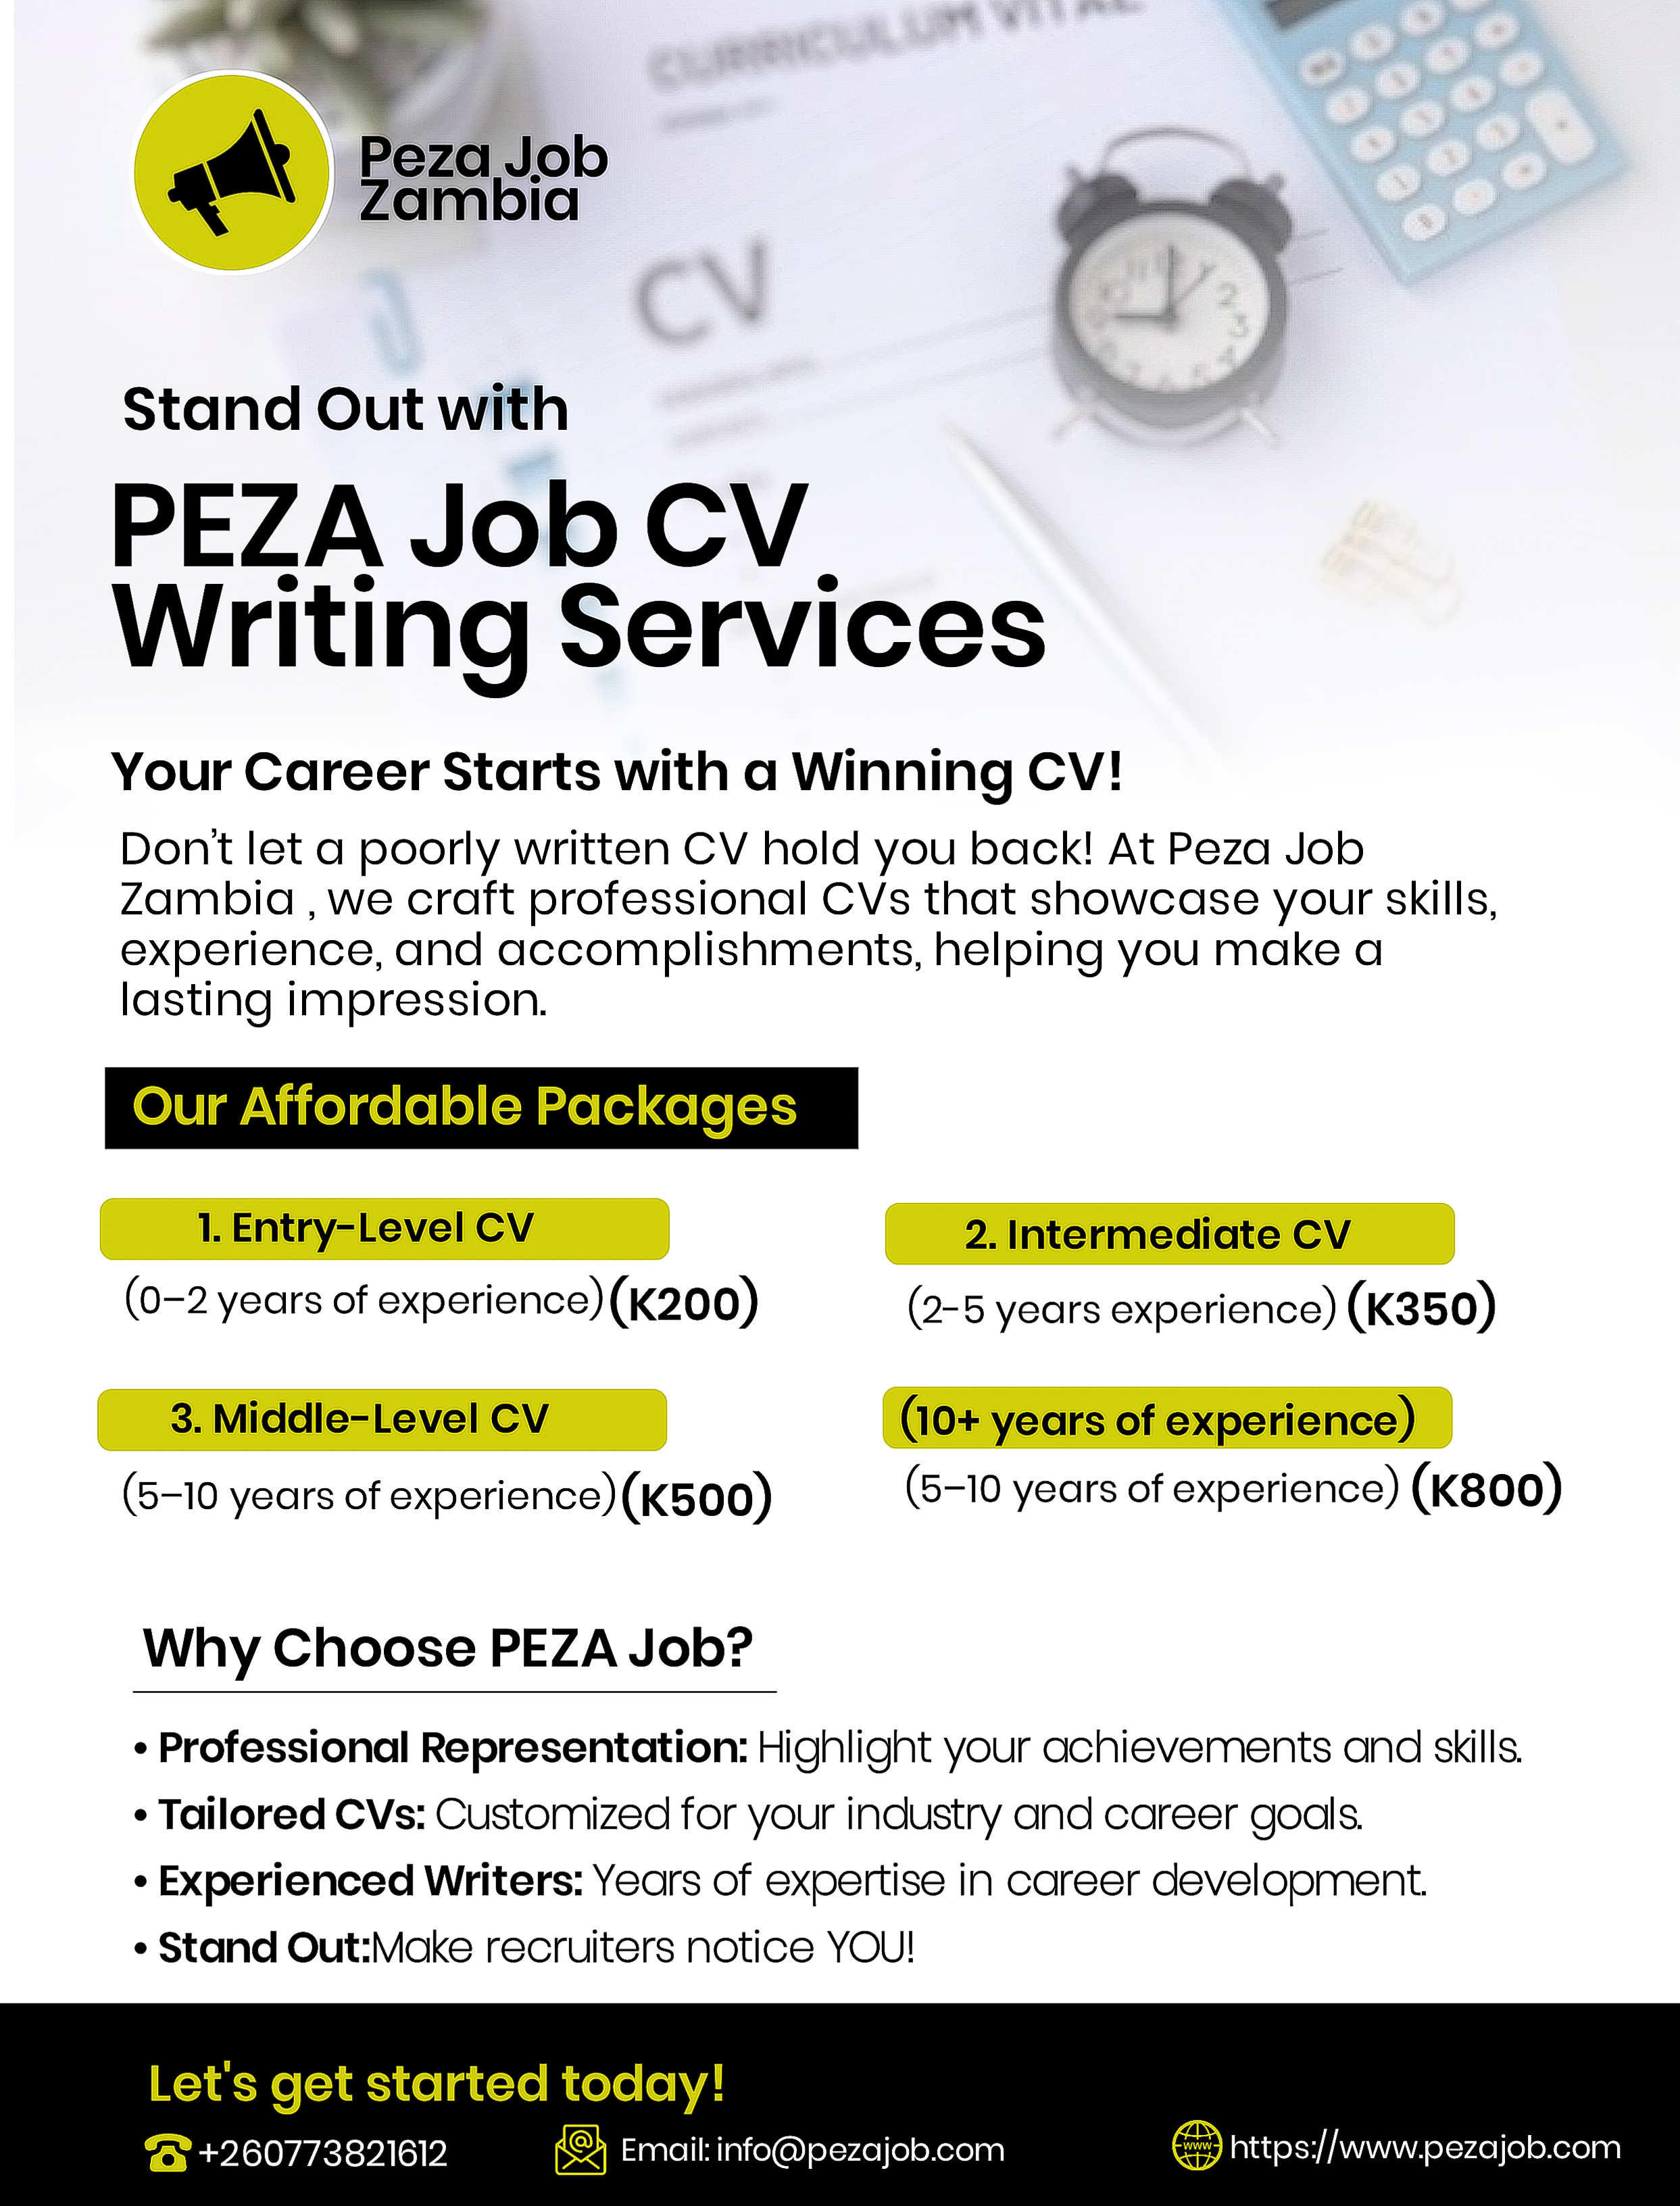 CURRICULUM VITAE
Peza Job
Zambia
CV
Stand Out with
PEZA Job CV
Writing Services
Your Career Starts with a Winning CV!
Don't let a poorly written CV hold you back! At Peza Job
Zambia , we craft professional CVs that showcase your skills,
experience, and accomplishments, helping you make a
lasting impression.
Our Affordable Packages
1. Entry-Level CV
(0–2 years of experience) (K200)
2. Intermediate CV
(2-5 years experience) (K350)
3. Middle-Level CV
(5–10 years of experience) (K500)
(10+ years of experience)
(5–10 years of experience) (K800)
Why Choose PEZA Job?
• Professional Representation: Highlight your achievements and skills.
• Tailored CVs: Customized for your industry and career goals.
• Experienced Writers: Years of expertise in career development.
• Stand Out:Make recruiters notice YOU!
Let's get started today!
+260773821612
Email: info@pezajob.com
www
https://www.pezajob.com